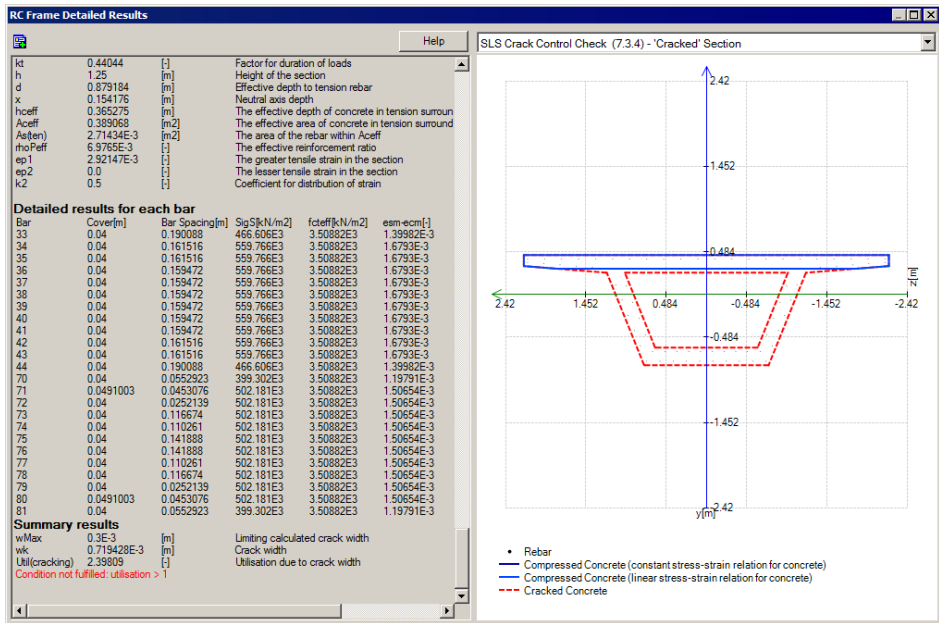 RC Frame Detailed Results
Help
SLS Crack Control Check (7.3.4) - 'Cracked' Section
kt 0.44044 [-] Factor for duration of loads
h 1.25 [m] Height of the section
d 0.879184 [m] Effective depth to tension rebar
x 0.154176 [m] Neutral axis depth
hceff 0.365275 [m] The effective depth of concrete in tension surroun
Aceff 0.389068 [m2] The effective area of concrete in tension surround
As(ten) 2.71434E-3 [m2] The area of the rebar within Aceff
rhoPeff 6.9765E-3 [-] The effective reinforcement ratio
ep1 2.92147E-3 [-] The greater tensile strain in the section
ep2 0.0 [-] The lesser tensile strain in the section
k2 0.5 [-] Coefficient for distribution of strain
Detailed results for each bar
Bar Cover[m] Bar Spacing[m] SigS[kN/m2] fcteff[kN/m2] esm-ecm[-]
33 0.04 0.190088 466.606E3 3.50882E3 1.39982E-3
34 0.04 0.161516 559.766E3 3.50882E3 1.6793E-3
35 0.04 0.161516 559.766E3 3.50882E3 1.6793E-3
36 0.04 0.159472 559.766E3 3.50882E3 1.6793E-3
37 0.04 0.159472 559.766E3 3.50882E3 1.6793E-3
38 0.04 0.159472 559.766E3 3.50882E3 1.6793E-3
39 0.04 0.159472 559.766E3 3.50882E3 1.6793E-3
40 0.04 0.159472 559.766E3 3.50882E3 1.6793E-3
41 0.04 0.159472 559.766E3 3.50882E3 1.6793E-3
42 0.04 0.161516 559.766E3 3.50882E3 1.6793E-3
43 0.04 0.161516 559.766E3 3.50882E3 1.6793E-3
44 0.04 0.190088 466.606E3 3.50882E3 1.39982E-3
70 0.04 0.0552923 399.302E3 3.50882E3 1.19791E-3
71 0.0491003 0.0453076 502.181E3 3.50882E3 1.50654E-3
72 0.04 0.0252139 502.181E3 3.50882E3 1.50654E-3
73 0.04 0.116674 502.181E3 3.50882E3 1.50654E-3
74 0.04 0.110261 502.181E3 3.50882E3 1.50654E-3
75 0.04 0.141888 502.181E3 3.50882E3 1.50654E-3
76 0.04 0.141888 502.181E3 3.50882E3 1.50654E-3
77 0.04 0.110261 502.181E3 3.50882E3 1.50654E-3
78 0.04 0.116674 502.181E3 3.50882E3 1.50654E-3
79 0.04 0.0252139 502.181E3 3.50882E3 1.50654E-3
80 0.0491003 0.0453076 502.181E3 3.50882E3 1.50654E-3
81 0.04 0.0552923 399.302E3 3.50882E3 1.19791E-3
Summary results
wMax 0.3E-3 [m] Limiting calculated crack width
wk 0.719428E-3 [m] Crack width
Util(cracking) 2.39809 [-] Utilisation due to crack width
Condition not fulfilled: utilisation > 1
2.42
1.452
0.484
z[m]
2.42 1.452 0.484 -0.484 -1.452 -2.42
-0.484
-1.452
-2.42
y[m]
Rebar
Compressed Concrete (constant stress-strain relation for concrete)
Compressed Concrete (linear stress-strain relation for concrete)
Cracked Concrete